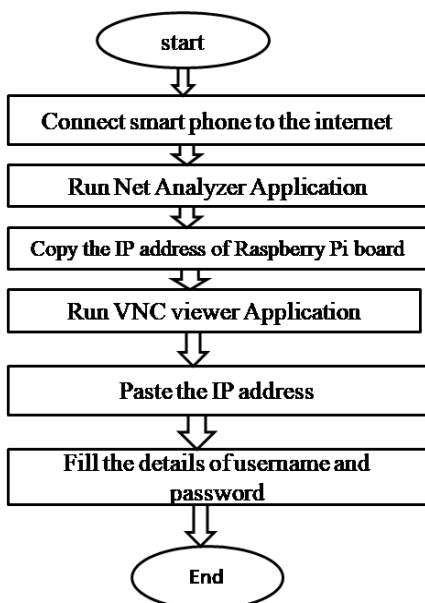 start
Connect smart phone to the internet
Run Net Analyzer Application
Copy the IP address of Raspberry Pi board
Run VNC viewer Application
Paste the IP address
Fill the details of username and
password
End